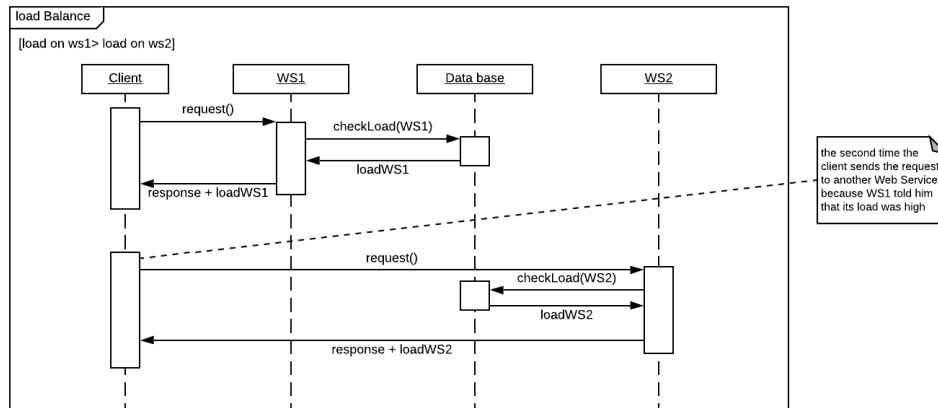 load Balance
[load on ws1> load on ws2]
Client
WS1
Data base
WS2
request()
checkLoad(WS1)
loadWS1
response + loadWS1
the second time the
client sends the request
to another Web Service
because WS1 told him
that its load was high
request()
checkLoad(WS2)
loadWS2
response + loadWS2